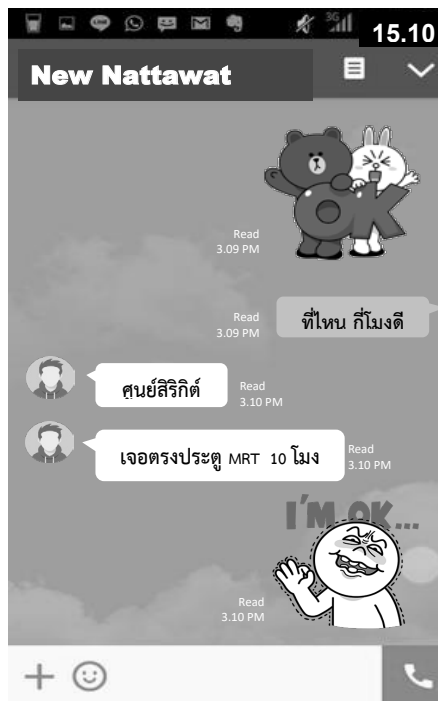 3G
15.10
New Nattawat
OK
Read
3.09 PM
Read
3.09 PM
ที่ไหน กี่โมงดี
ศูนย์สิริกิต์
Read
3.10 PM
เจอตรงประตู MRT 10 โมง
Read
3.10 PM
I'M OK...
Read
3.10 PM